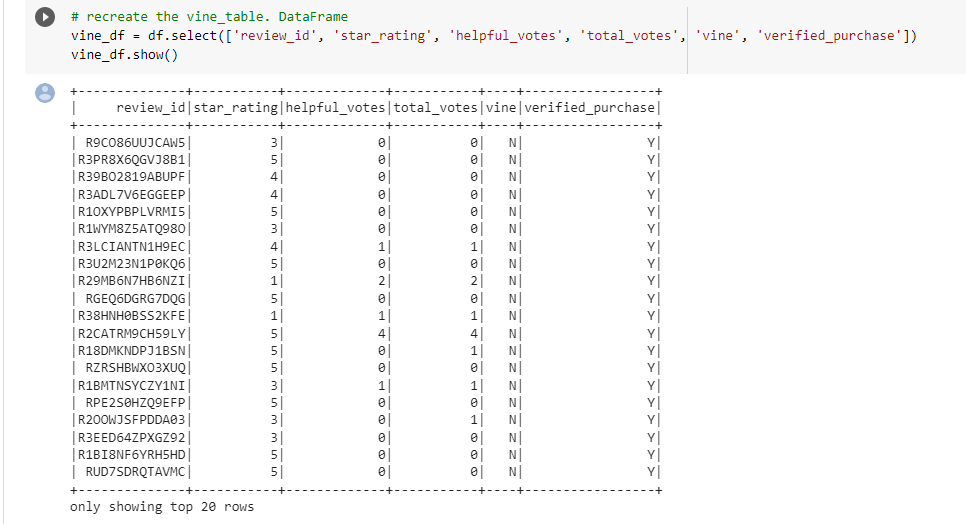 # recreate the vine_table. DataFrame
vine_df = df.select(['review_id', 'star_rating', 'helpful_votes', 'total_votes', 'vine', 'verified_purchase'])
vine_df.show()
+--------------+-----------+-------------+-----------+----+-----------------+
|     review_id|star_rating|helpful_votes|total_votes|vine|verified_purchase|
+--------------+-----------+-------------+-----------+----+-----------------+
| R9CO86UUJCAW5|          3|            0|          0|   N|                Y|
|R3PR8X6QGVJ8B1|          5|            0|          0|   N|                Y|
|R39BO2819ABUPF|          4|            0|          0|   N|                Y|
|R3ADL7V6EGGEEP|          4|            0|          0|   N|                Y|
|R1OXYPBPLVRMI5|          5|            0|          0|   N|                Y|
|R1WYM8Z5ATQ98O|          3|            0|          0|   N|                Y|
|R3LCIANTN1H9EC|          4|            1|          1|   N|                Y|
|R3U2M23N1P0KQ6|          5|            0|          0|   N|                Y|
|R29MB6N7HB6NZI|          1|            2|          2|   N|                Y|
| RGEQ6DGRG7DQG|          5|            0|          0|   N|                Y|
|R38HNH0BSS2KFE|          1|            1|          1|   N|                Y|
|R2CATRM9CH59LY|          5|            4|          4|   N|                Y|
|R18DMKNDPJ1BSN|          5|            0|          1|   N|                Y|
| RZRSHBWXO3XUQ|          5|            0|          0|   N|                Y|
|R1BMTNSYCZY1NI|          3|            1|          1|   N|                Y|
| RPE2S0HZQ9EFP|          5|            0|          0|   N|                Y|
|R2OOWJSFPDDA03|          3|            0|          1|   N|                Y|
|R3EED64ZPXGZ92|          3|            0|          0|   N|                Y|
|R1BI8NF6YRH5HD|          5|            0|          0|   N|                Y|
| RUD7SDRQTAVMC|          5|            0|          0|   N|                Y|
+--------------+-----------+-------------+-----------+----+-----------------+
only showing top 20 rows